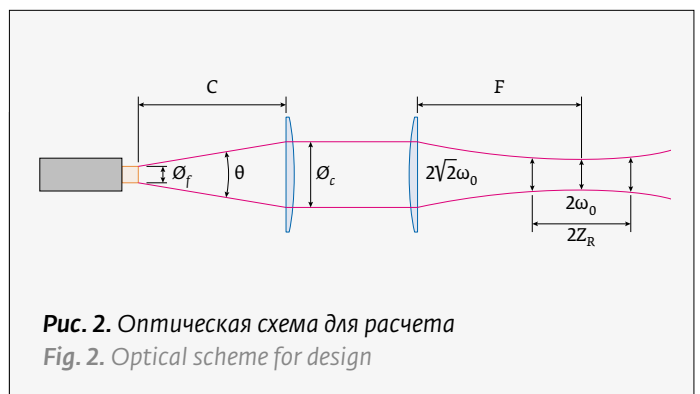 C
F
Ø_f
θ
Ø_c
2√2ω₀
2ω₀
2Z_R
Рис. 2. Оптическая схема для расчета
Fig. 2. Optical scheme for design